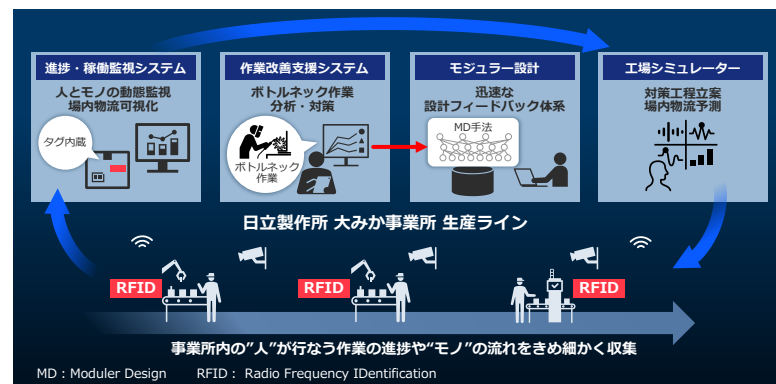 進捗・稼働監視システム
人とモノの動態監視
場内物流可視化
タグ内蔵
作業改善支援システム
ボトルネック作業
分析・対策
ボトルネック
作業
モジュラー設計
迅速な
設計フィードバック体系
MD手法
工場シミュレーター
対策工程立案
場内物流予測
日立製作所 大みか事業所 生産ライン
RFID
RFID
RFID
事業所内の”人”が行なう作業の進捗や“モノ”の流れをきめ細かく収集
MD：Moduler Design RFID： Radio Frequency IDentification